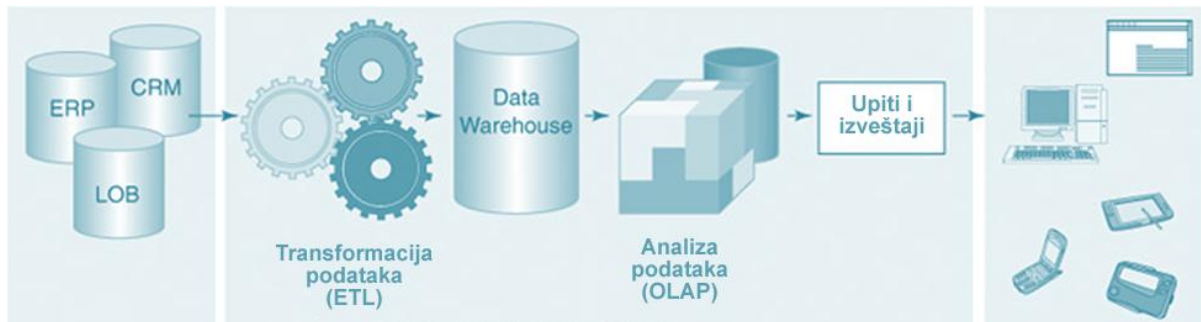 ERP
CRM
LOB
Transformacija
podataka
(ETL)
Data
Warehouse
Analiza
podataka
(OLAP)
Upiti i
izveštaji